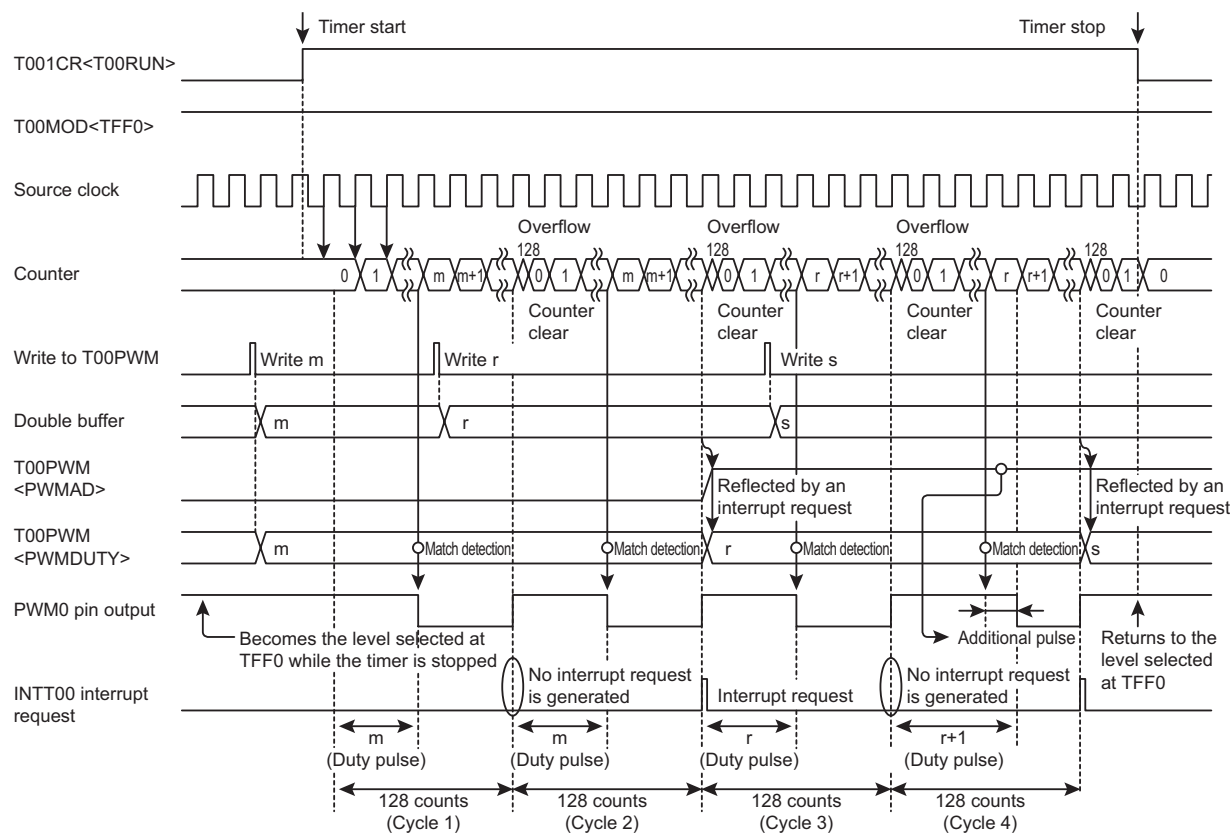 Timer start
Timer stop
T001CR<T00RUN>
T00MOD<TFF0>
Source clock
Overflow
Overflow
Overflow
128
128
128
128
Counter
0 1 m m+1 0 1 m m+1 0 1 r r+1 0 1 r r+1 0 1 0
Counter
clear
Counter
clear
Counter
clear
Counter
clear
Write to T00PWM
Write m
Write r
Write s
Double buffer
m
r
s
T00PWM
<PWMAD>
Reflected by an
interrupt request
Reflected by an
interrupt request
T00PWM
<PWMDUTY>
m
Match detection
Match detection
r
Match detection
Match detection
s
PWM0 pin output
Becomes the level selected at
TFF0 while the timer is stopped
Additional pulse
Returns to the
level selected
at TFF0
INTT00 interrupt
request
No interrupt request
is generated
Interrupt request
No interrupt request
is generated
m
(Duty pulse)
m
(Duty pulse)
r
(Duty pulse)
r+1
(Duty pulse)
128 counts
(Cycle 1)
128 counts
(Cycle 2)
128 counts
(Cycle 3)
128 counts
(Cycle 4)